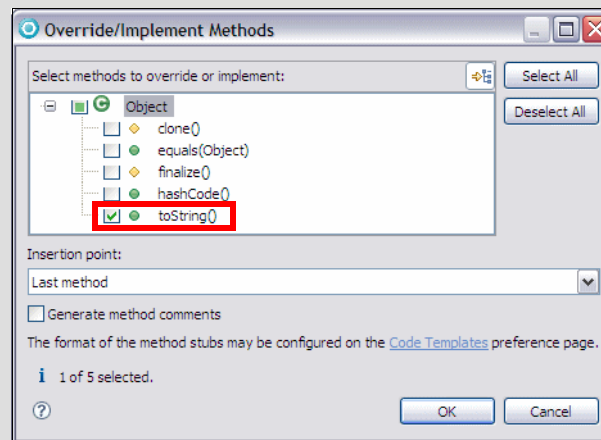 Override/Implement Methods
Select methods to override or implement:
Select All
Object
Deselect All
clone()
equals(Object)
finalize()
hashCode()
toString()
Insertion point:
Last method
Generate method comments
The format of the method stubs may be configured on the Code Templates preference page.
i 1 of 5 selected.
? OK Cancel